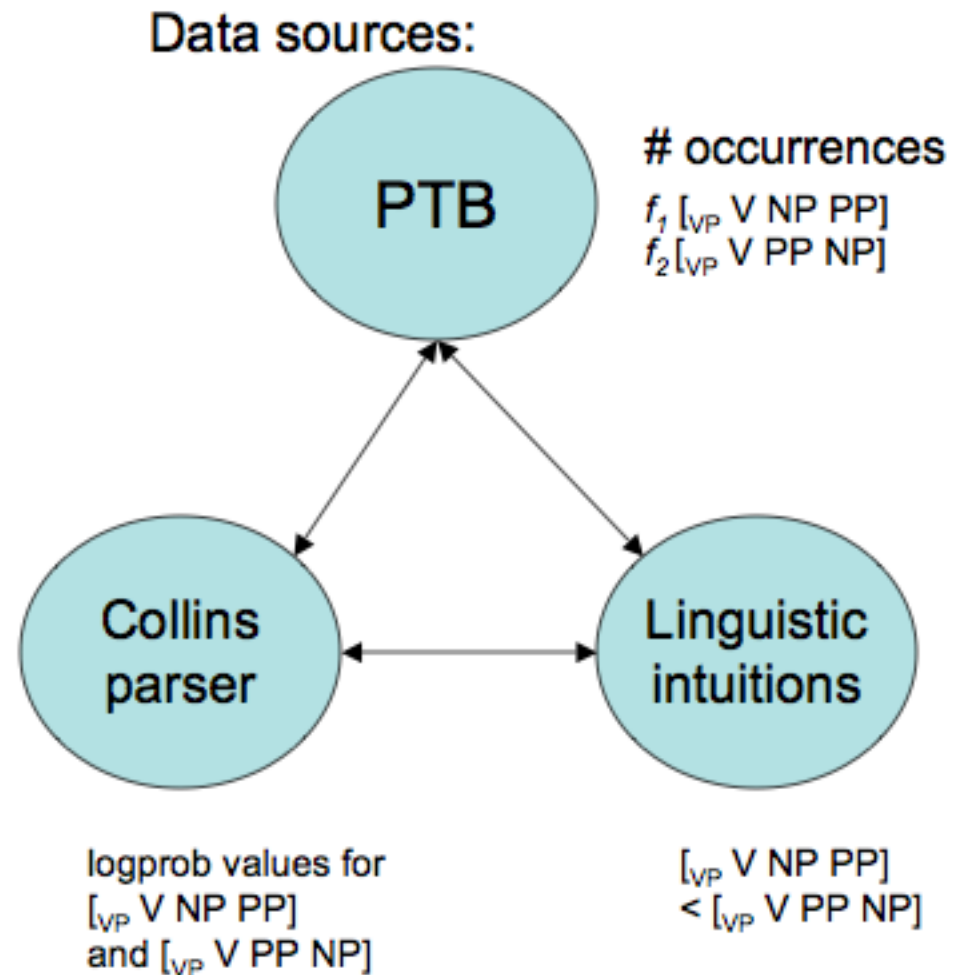 Data sources:
PTB
# occurrences
f₁ [VP V NP PP]
f₂ [VP V PP NP]
Collins
parser
Linguistic
intuitions
logprob values for
[VP V NP PP]
and [VP V PP NP]
[VP V NP PP]
< [VP V PP NP]